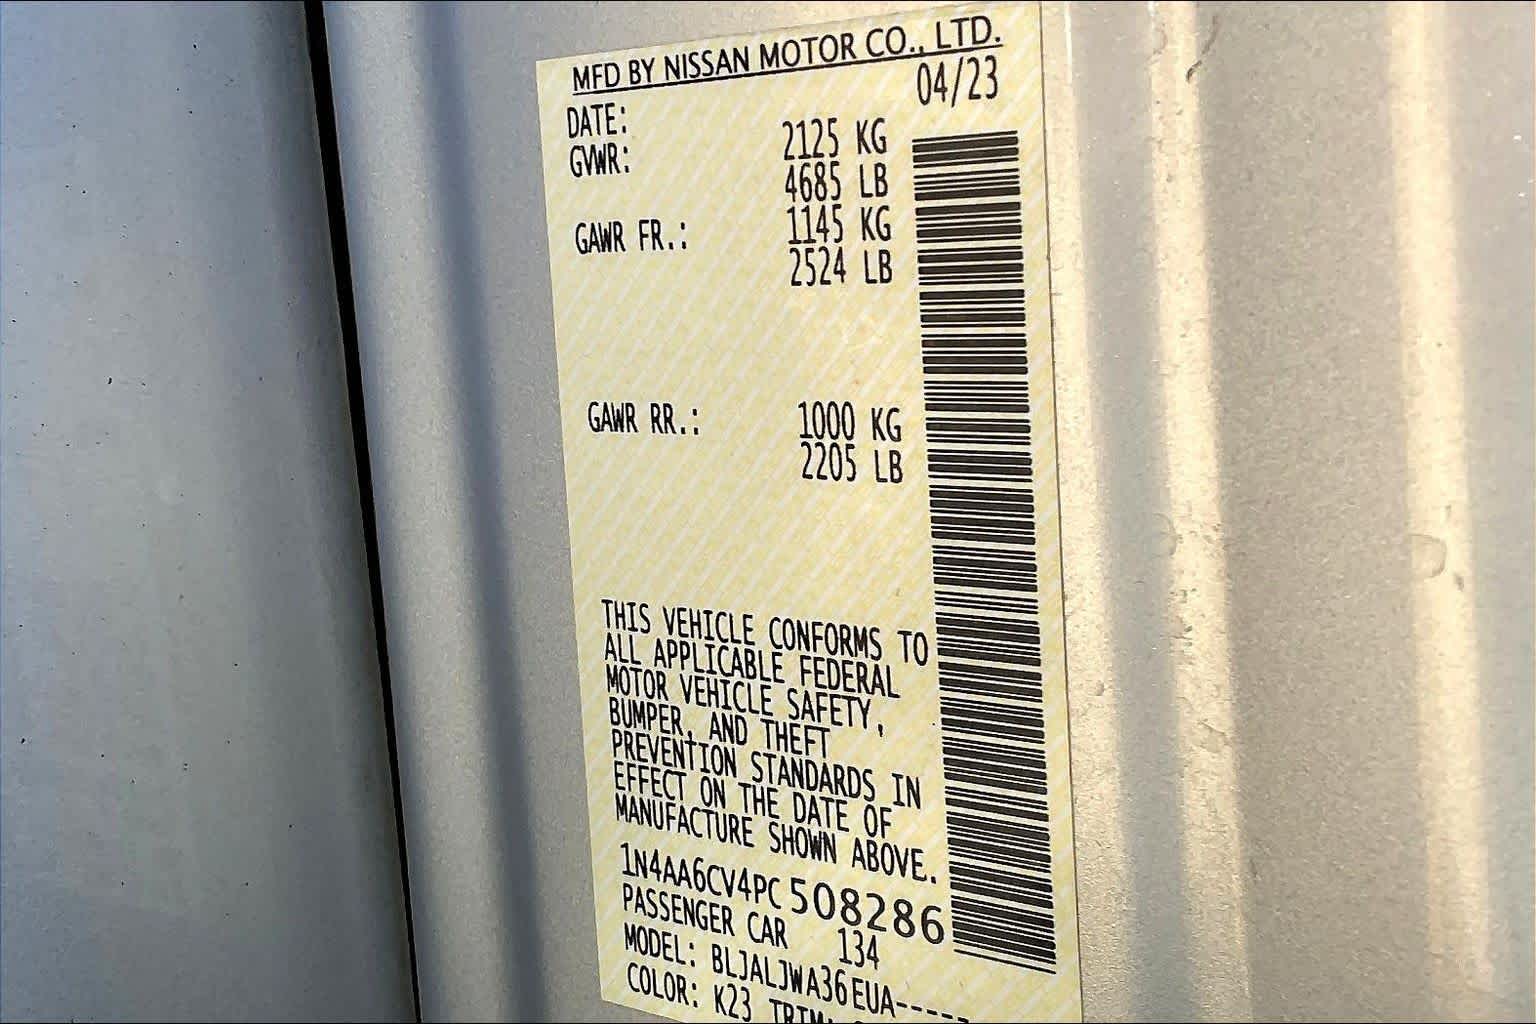 MFD BY NISSAN MOTOR CO., LTD.
DATE: 04/23
GVWR: 2125 KG
4685 LB
GAWR FR.: 1145 KG
2524 LB
GAWR RR.: 1000 KG
2205 LB
THIS VEHICLE CONFORMS TO
ALL APPLICABLE FEDERAL
MOTOR VEHICLE SAFETY,
BUMPER, AND THEFT
PREVENTION STANDARDS IN
EFFECT ON THE DATE OF
MANUFACTURE SHOWN ABOVE.
1N4AA6CV4PC508286
PASSENGER CAR 134
MODEL: BLJALJWA36EUA-----
COLOR: K23 TRIM: